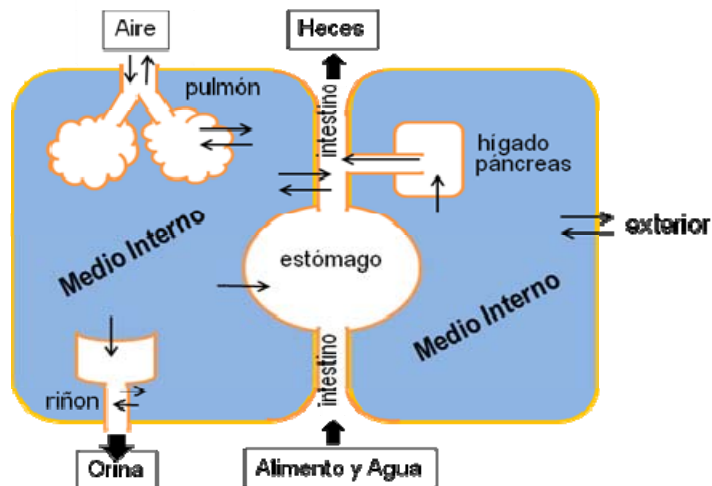 Aire
Heces
pulmón
intestino
hígado
páncreas
exterior
Medio Interno
estómago
Medio Interno
intestino
riñon
Orina
Alimento y Agua